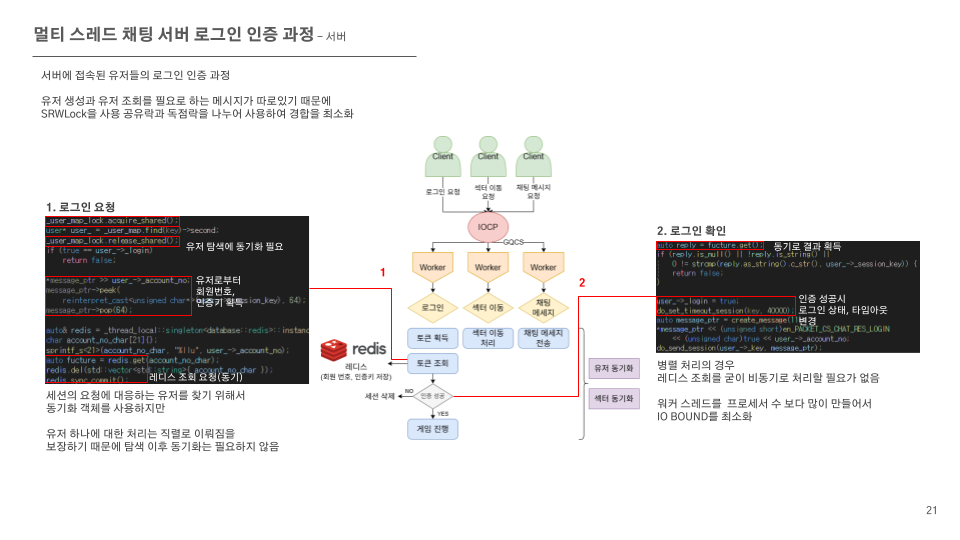 멀티 스레드 채팅 서버 로그인 인증 과정 – 서버
서버에 접속된 유저들의 로그인 인증 과정
유저 생성과 유저 조회를 필요로 하는 메시지가 따로있기 때문에
SRWLock을 사용 공유락과 독점락을 나누어 사용하여 경합을 최소화
Client
Client
Client
로그인 요청
섹터 이동
요청
채팅 메시지
요청
IOCP
GQCS
Worker
Worker
Worker
로그인
섹터 이동
채팅
메시지
토큰 획득
섹터 이동
처리
채팅 메시지
전송
토큰 조회
인증 성공
NO
YES
세션 삭제
게임 진행
유저 동기화
섹터 동기화
redis
레디스
(회원 번호, 인증키 저장)
1
2
1. 로그인 요청
_user_map_lock.acquire_shared();
user* user_ = _user_map.find(key)->second;
_user_map_lock.release_shared();
유저 탐색에 동기화 필요
if (true == user_->_login)
return false;
*message_ptr >> user_->_account_no;
유저로부터
회원번호,
인증키 획득
message_ptr->peek(
reinterpret_cast<unsigned char*>
_session_key), 64);
message_ptr->pop(64);
auto& redis = _thread_local::singleton<database::redis>::instanc
char account_no_char[21]{};
sprintf_s<21>(account_no_char, "%llu", user_->_account_no);
auto fucture = redis.get(account_no_char);
redis.del(std::vector<std::string>{ account_no_char });
redis.sync_commit();
레디스 조회 요청(동기)
세션의 요청에 대응하는 유저를 찾기 위해서
동기화 객체를 사용하지만
유저 하나에 대한 처리는 직렬로 이뤄짐을
보장하기 때문에 탐색 이후 동기화는 필요하지 않음
2. 로그인 확인
auto reply = fucture.get();
동기로 결과 획득
if (reply.is_null() || !reply.is_string() ||
0 != strcmp(reply.as_string().c_str(), user_->_session_key)) {
return false;
}
user_->_login = true;
do_set_timeout_session(key, 40000);
인증 성공시
로그인 상태, 타임아웃
변경
auto message_ptr = create_message(1
*message_ptr << (unsigned short)en_PACKET_CS_CHAT_RES_LOGIN
<< (unsigned char)true << user_->_account_no;
do_send_session(user_->_key, message_ptr);
병렬 처리의 경우
레디스 조회를 굳이 비동기로 처리할 필요가 없음
워커 스레드를 프로세서 수 보다 많이 만들어서
IO BOUND를 최소화
21